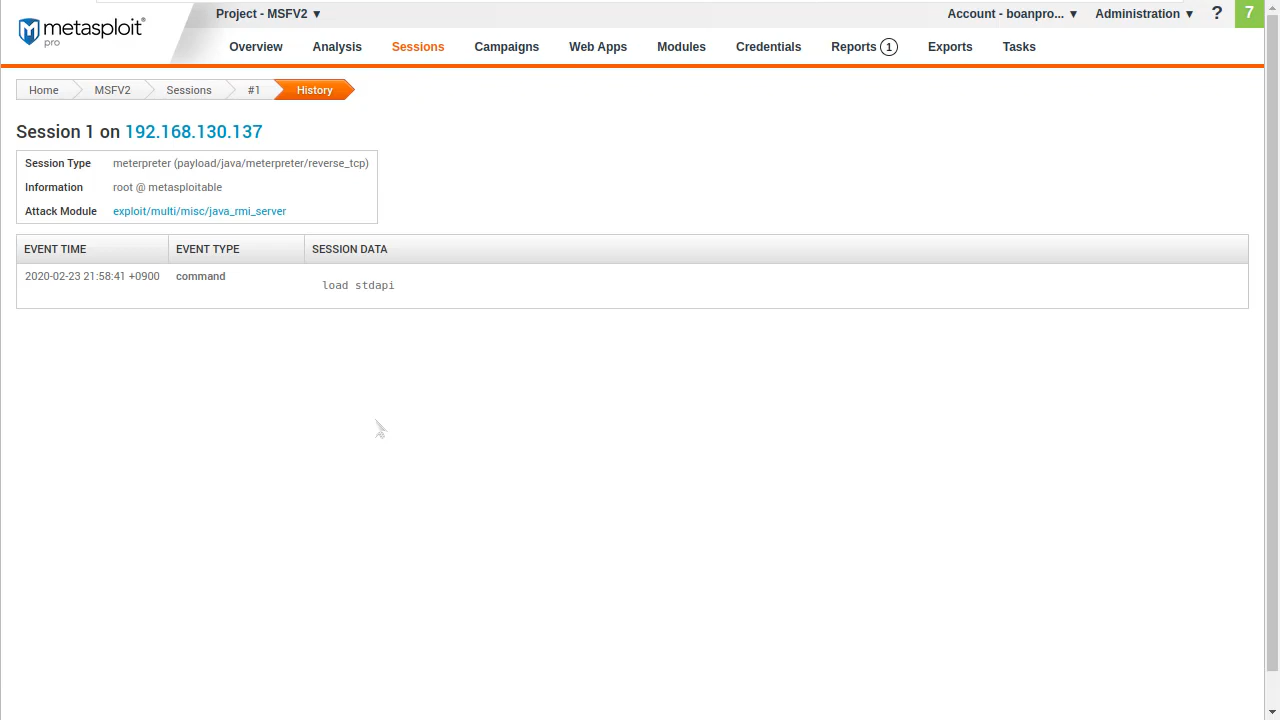 metasploit®
pro
Project - MSFV2 ▼
Account - boanpro... ▼
Administration ▼
?
7
Overview
Analysis
Sessions
Campaigns
Web Apps
Modules
Credentials
Reports 1
Exports
Tasks
Home
MSFV2
Sessions
#1
History
Session 1 on 192.168.130.137
Session Type meterpreter (payload/java/meterpreter/reverse_tcp)
Information root @ metasploitable
Attack Module exploit/multi/misc/java_rmi_server
EVENT TIME EVENT TYPE SESSION DATA
2020-02-23 21:58:41 +0900 command load stdapi